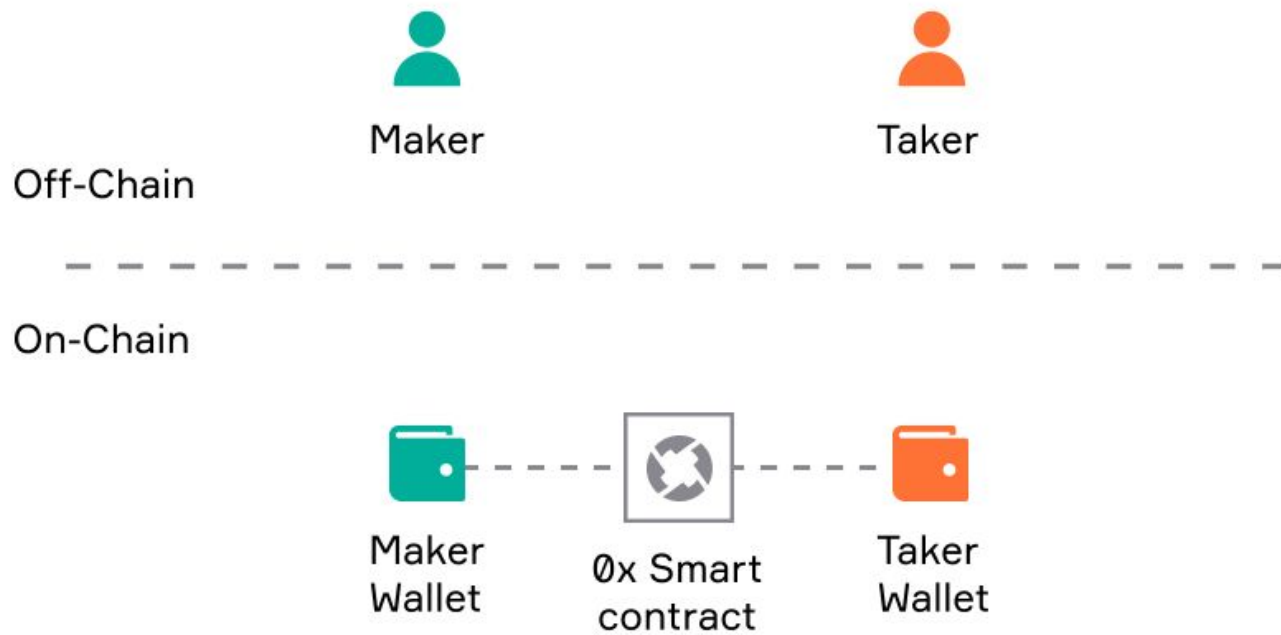 Maker
Taker
Off-Chain
On-Chain
Maker
Wallet
0x Smart
contract
Taker
Wallet